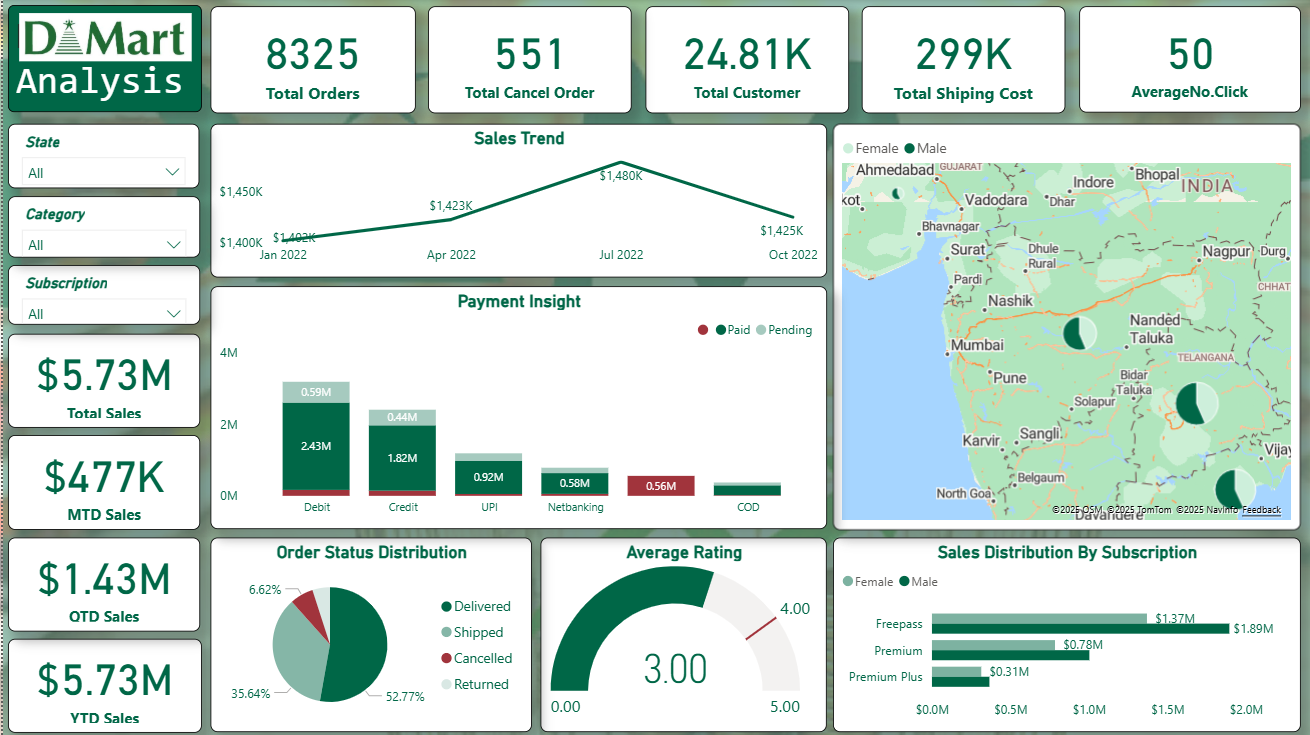 D Mart
Analysis
8325
Total Orders
551
Total Cancel Order
24.81K
Total Customer
299K
Total Shiping Cost
50
AverageNo.Click
State
All
Category
All
Subscription
All
$5.73M
Total Sales
$477K
MTD Sales
$1.43M
QTD Sales
$5.73M
YTD Sales
Sales Trend
$1,450K
$1,400K
$1,402K
$1,423K
$1,480K
$1,425K
Jan 2022
Apr 2022
Jul 2022
Oct 2022
Payment Insight
Paid
Pending
4M
2M
0M
0.59M
2.43M
0.44M
1.82M
0.92M
0.58M
0.56M
Debit
Credit
UPI
Netbanking
COD
Female
Male
Ahmedabad
GUJARAT
Bhopal
Indore
INDIA
kot
Vadodara
Dhar
Bhavnagar
Surat
Dhule
Rural
Nagpur
Durg
Pardi
CHHAT
Nashik
Nanded
Taluka
Mumbai
TELANGANA
Pune
Bidar
Taluka
Solapur
Karvir
Sangli
Vijay
Belgaum
North Goa
©2025 OSM, ©2025 TomTom ©2025 NavInfo Feedback
Davanagere
Order Status Distribution
6.62%
35.64%
52.77%
Delivered
Shipped
Cancelled
Returned
Average Rating
4.00
3.00
0.00
5.00
Sales Distribution By Subscription
Female
Male
Freepass
$1.37M
$1.89M
Premium
$0.78M
Premium Plus
$0.31M
$0.0M
$0.5M
$1.0M
$1.5M
$2.0M